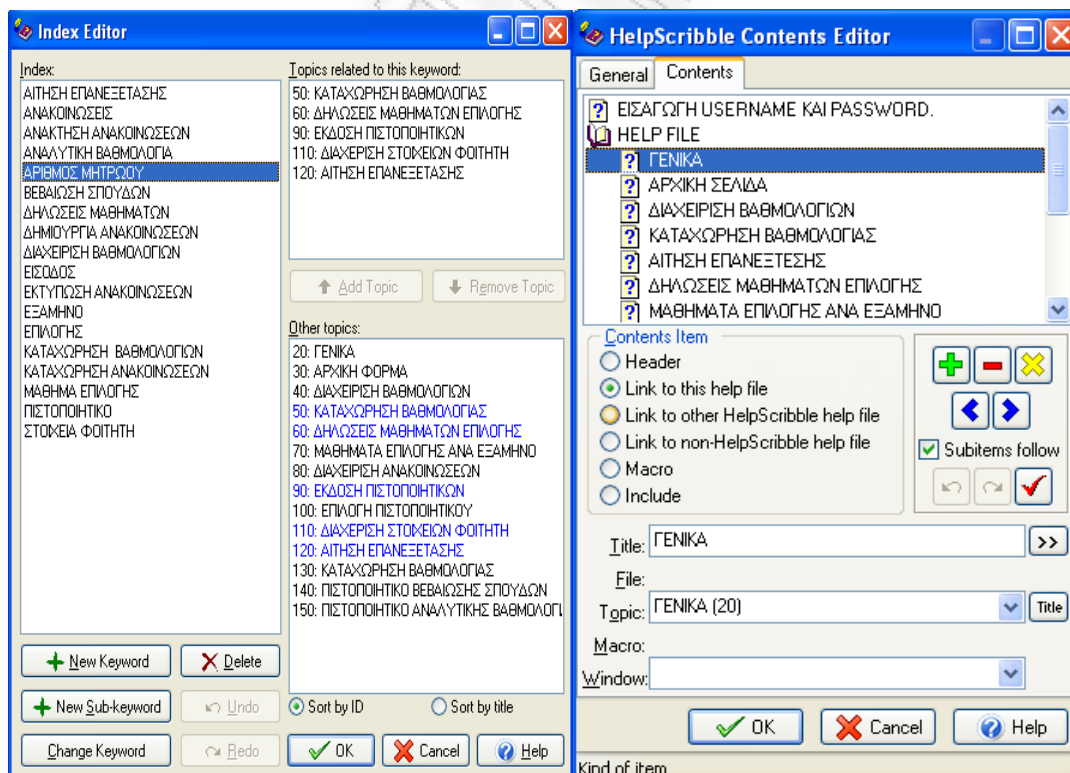 Index Editor
Index:
ΑΙΤΗΣΗ ΕΠΑΝΕΞΕΤΑΣΗΣ
ΑΝΑΚΟΙΝΩΣΕΙΣ
ΑΝΑΚΤΗΣΗ ΑΝΑΚΟΙΝΩΣΕΩΝ
ΑΝΑΛΥΤΙΚΗ ΒΑΘΜΟΛΟΓΙΑ
ΑΡΙΘΜΟΣ ΜΗΤΡΩΟΥ
ΒΕΒΑΙΩΣΗ ΣΠΟΥΔΩΝ
ΔΗΛΩΣΕΙΣ ΜΑΘΗΜΑΤΩΝ
ΔΗΜΙΟΥΡΓΙΑ ΑΝΑΚΟΙΝΩΣΕΩΝ
ΔΙΑΧΕΙΡΙΣΗ ΒΑΘΜΟΛΟΓΙΩΝ
ΕΙΣΟΔΟΣ
ΕΚΤΥΠΩΣΗ ΑΝΑΚΟΙΝΩΣΕΩΝ
ΕΞΑΜΗΝΟ
ΕΠΙΛΟΓΗΣ
ΚΑΤΑΧΩΡΗΣΗ ΒΑΘΜΟΛΟΓΙΩΝ
ΚΑΤΑΧΩΡΗΣΗ ΑΝΑΚΟΙΝΩΣΕΩΝ
ΜΑΘΗΜΑ ΕΠΙΛΟΓΗΣ
ΠΙΣΤΟΠΟΙΗΤΙΚΟ
ΣΤΟΙΧΕΙΑ ΦΟΙΤΗΤΗ
New Keyword
Delete
New Sub-keyword
Undo
Change Keyword
Redo
Topics related to this keyword:
50: ΚΑΤΑΧΩΡΗΣΗ ΒΑΘΜΟΛΟΓΙΑΣ
60: ΔΗΛΩΣΕΙΣ ΜΑΘΗΜΑΤΩΝ ΕΠΙΛΟΓΗΣ
90: ΕΚΔΟΣΗ ΠΙΣΤΟΠΟΙΗΤΙΚΩΝ
110: ΔΙΑΧΕΡΙΣΗ ΣΤΟΙΧΕΙΩΝ ΦΟΙΤΗΤΗ
120: ΑΙΤΗΣΗ ΕΠΑΝΕΞΕΤΑΣΗΣ
Add Topic
Remove Topic
Other topics:
20: ΓΕΝΙΚΑ
30: ΑΡΧΙΚΗ ΦΟΡΜΑ
40: ΔΙΑΧΕΙΡΙΣΗ ΒΑΘΜΟΛΟΓΙΩΝ
50: ΚΑΤΑΧΩΡΗΣΗ ΒΑΘΜΟΛΟΓΙΑΣ
60: ΔΗΛΩΣΕΙΣ ΜΑΘΗΜΑΤΩΝ ΕΠΙΛΟΓΗΣ
70: ΜΑΘΗΜΑΤΑ ΕΠΙΛΟΓΗΣ ΑΝΑ ΕΞΑΜΗΝΟ
80: ΔΙΑΧΕΙΡΙΣΗ ΑΝΑΚΟΙΝΩΣΕΩΝ
90: ΕΚΔΟΣΗ ΠΙΣΤΟΠΟΙΗΤΙΚΩΝ
100: ΕΠΙΛΟΓΗ ΠΙΣΤΟΠΟΙΗΤΙΚΟΥ
110: ΔΙΑΧΕΡΙΣΗ ΣΤΟΙΧΕΙΩΝ ΦΟΙΤΗΤΗ
120: ΑΙΤΗΣΗ ΕΠΑΝΕΞΕΤΑΣΗΣ
130: ΚΑΤΑΧΩΡΗΣΗ ΒΑΘΜΟΛΟΓΙΑΣ
140: ΠΙΣΤΟΠΟΙΗΤΙΚΟ ΒΕΒΑΙΩΣΗΣ ΣΠΟΥΔΩΝ
150: ΠΙΣΤΟΠΟΙΗΤΙΚΟ ΑΝΑΛΥΤΙΚΗΣ ΒΑΘΜΟΛΟΓΙ
Sort by ID
Sort by title
OK
Cancel
Help
HelpScribble Contents Editor
General
Contents
ΕΙΣΑΓΩΓΗ USERNAME ΚΑΙ PASSWORD.
HELP FILE
ΓΕΝΙΚΑ
ΑΡΧΙΚΗ ΣΕΛΙΔΑ
ΔΙΑΧΕΙΡΙΣΗ ΒΑΘΜΟΛΟΓΙΩΝ
ΚΑΤΑΧΩΡΗΣΗ ΒΑΘΜΟΛΟΓΙΑΣ
ΑΙΤΗΣΗ ΕΠΑΝΕΞΤΕΣΗΣ
ΔΗΛΩΣΕΙΣ ΜΑΘΗΜΑΤΩΝ ΕΠΙΛΟΓΗΣ
ΜΑΘΗΜΑΤΑ ΕΠΙΛΟΓΗΣ ΑΝΑ ΕΞΑΜΗΝΟ
Contents Item
Header
Link to this help file
Link to other HelpScribble help file
Link to non-HelpScribble help file
Macro
Include
Subitems follow
Title: ΓΕΝΙΚΑ >>
File:
Topic: ΓΕΝΙΚΑ (20) Title
Macro:
Window:
OK
Cancel
Help
Kind of item